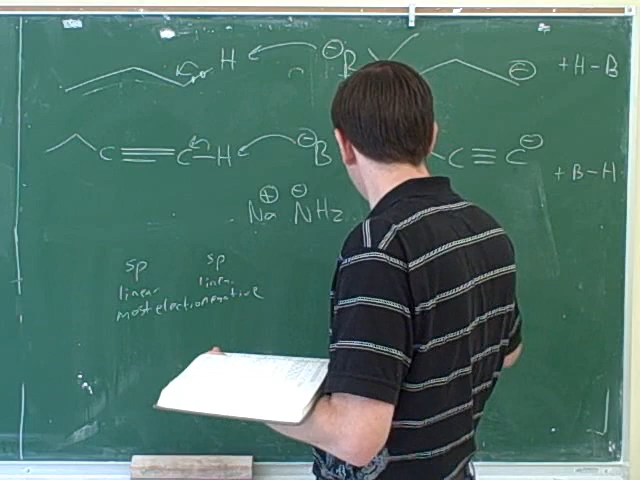 H ⊖B ⊖ + H-B
C≡C-H ⊖B C≡C⊖ + B-H
Na⊕ ⊖NH2
sp sp
linear linear
most electronegative